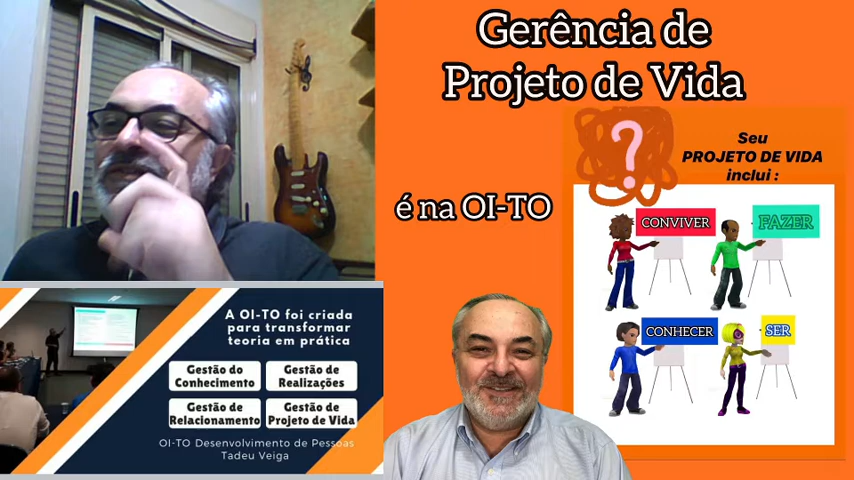 Gerência de
Projeto de Vida
?
Seu
PROJETO DE VIDA
inclui :
é na OI-TO
CONVIVER
FAZER
CONHECER
SER
A OI-TO foi criada
para transformar
teoria em prática
Gestão do
Conhecimento
Gestão de
Realizações
Gestão de
Relacionamento
Gestão de
Projeto de Vida
OI-TO Desenvolvimento de Pessoas
Tadeu Veiga